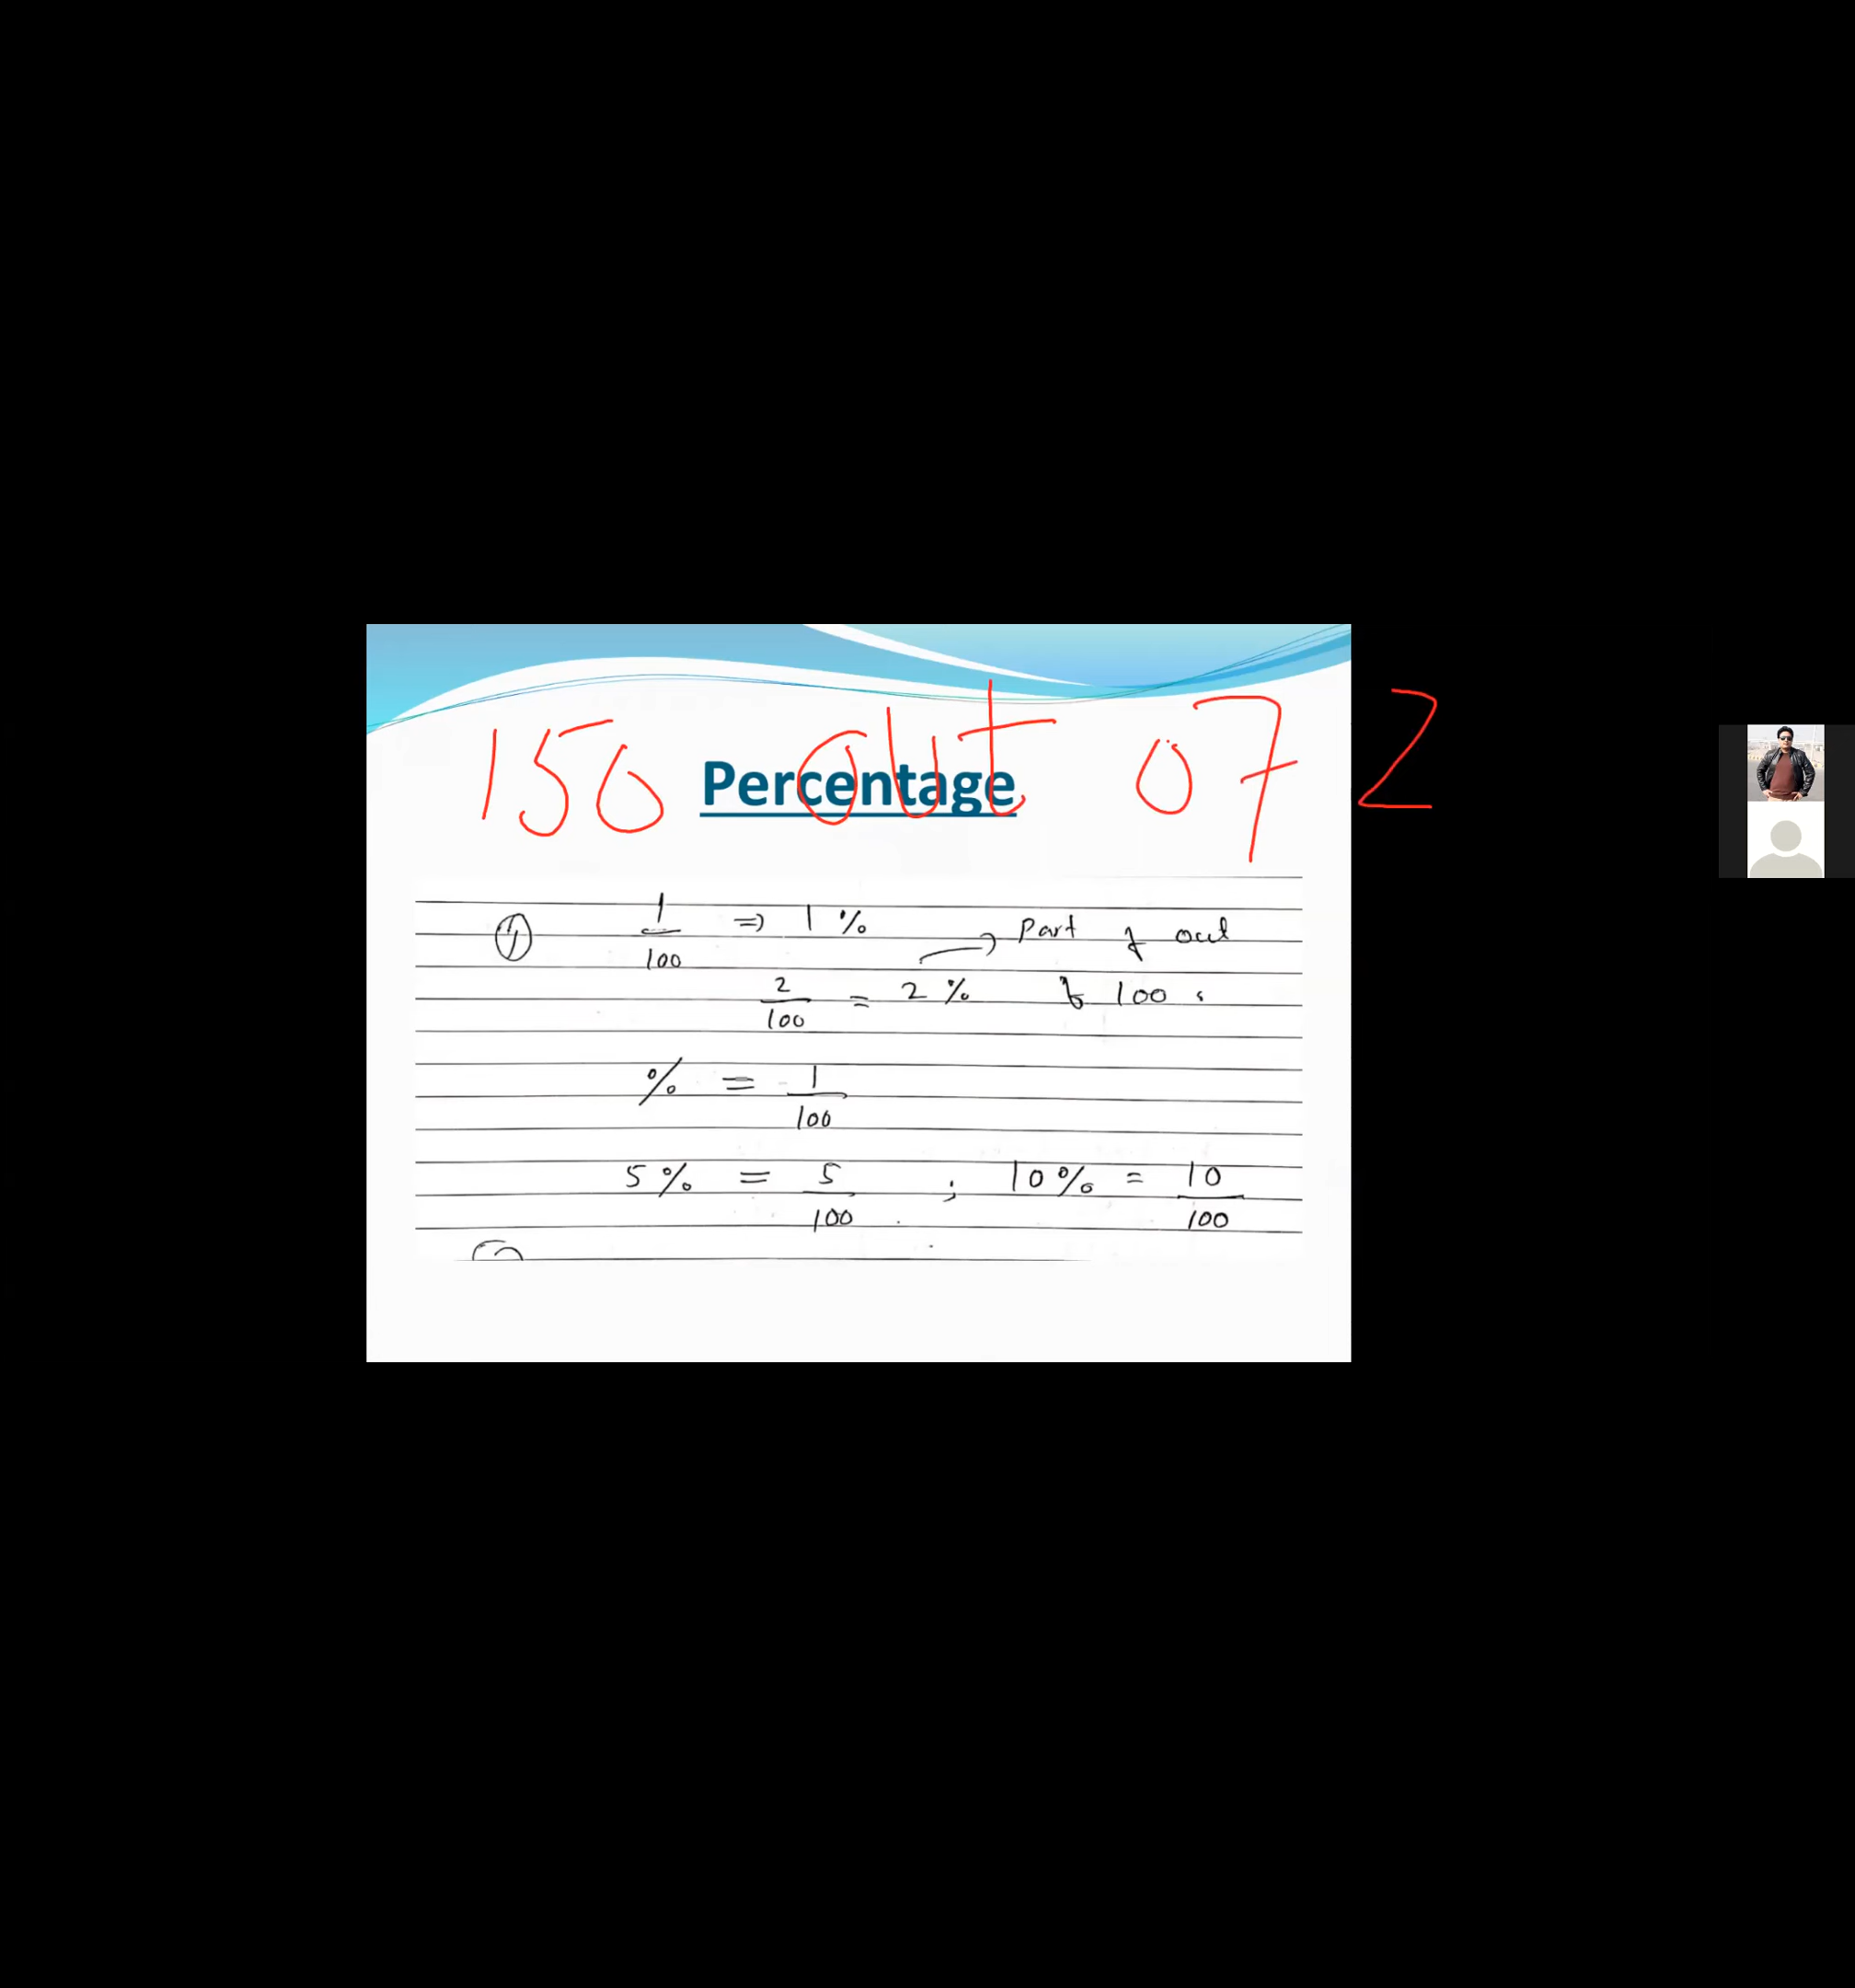 150 out of 2
Percentage
① 1/100 => 1 % → Part of out
2/100 = 2 % of 100
% = 1/100
5 % = 5/100 ; 10 % = 10/100